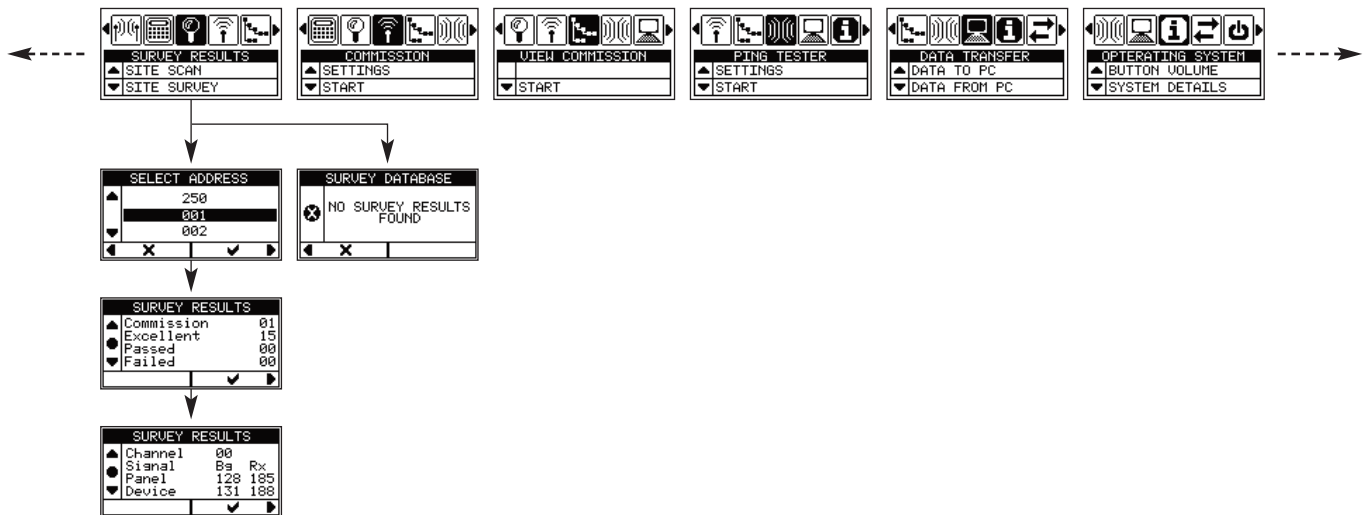 SURVEY RESULTS
SITE SCAN
SITE SURVEY
COMMISSION
SETTINGS
START
VIEW COMMISSION
START
PING TESTER
SETTINGS
START
DATA TRANSFER
DATA TO PC
DATA FROM PC
OPTERATING SYSTEM
BUTTON VOLUME
SYSTEM DETAILS
SELECT ADDRESS
250
001
002
SURVEY DATABASE
NO SURVEY RESULTS
FOUND
SURVEY RESULTS
Commission 01
Excellent 15
Passed 00
Failed 00
SURVEY RESULTS
Channel 00
Signal Bg Rx
Panel 128 185
Device 131 188